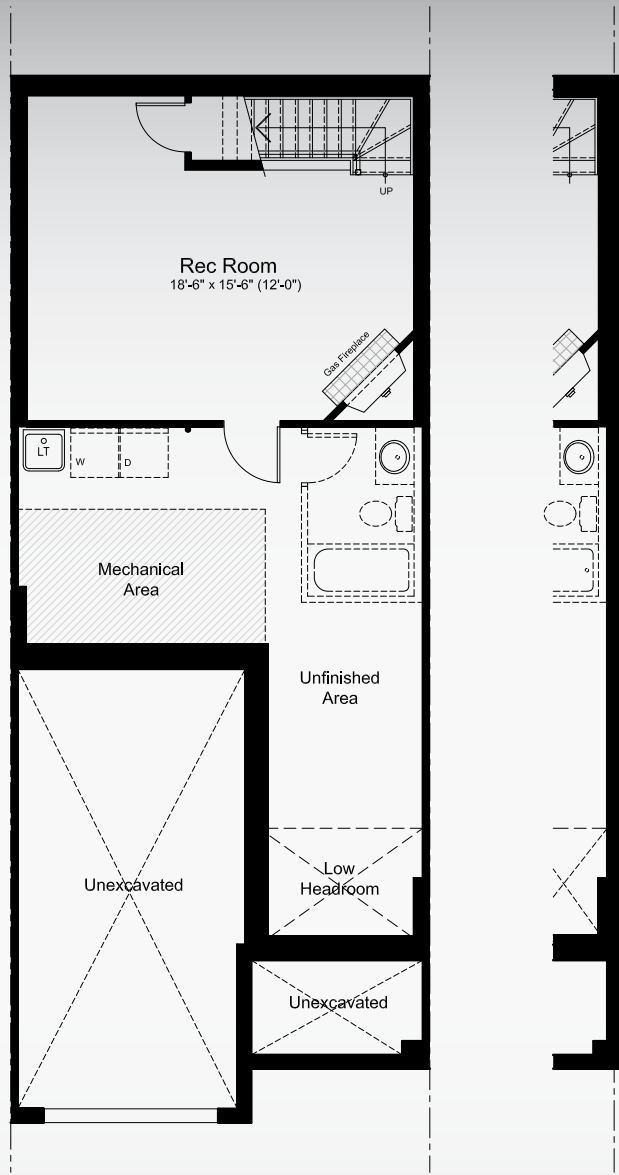 UP
Rec Room
18'-6" x 15'-6" (12'-0")
Gas Fireplace
LT
W
D
Mechanical
Area
Unfinished
Area
Low
Headroom
Unexcavated
Unexcavated